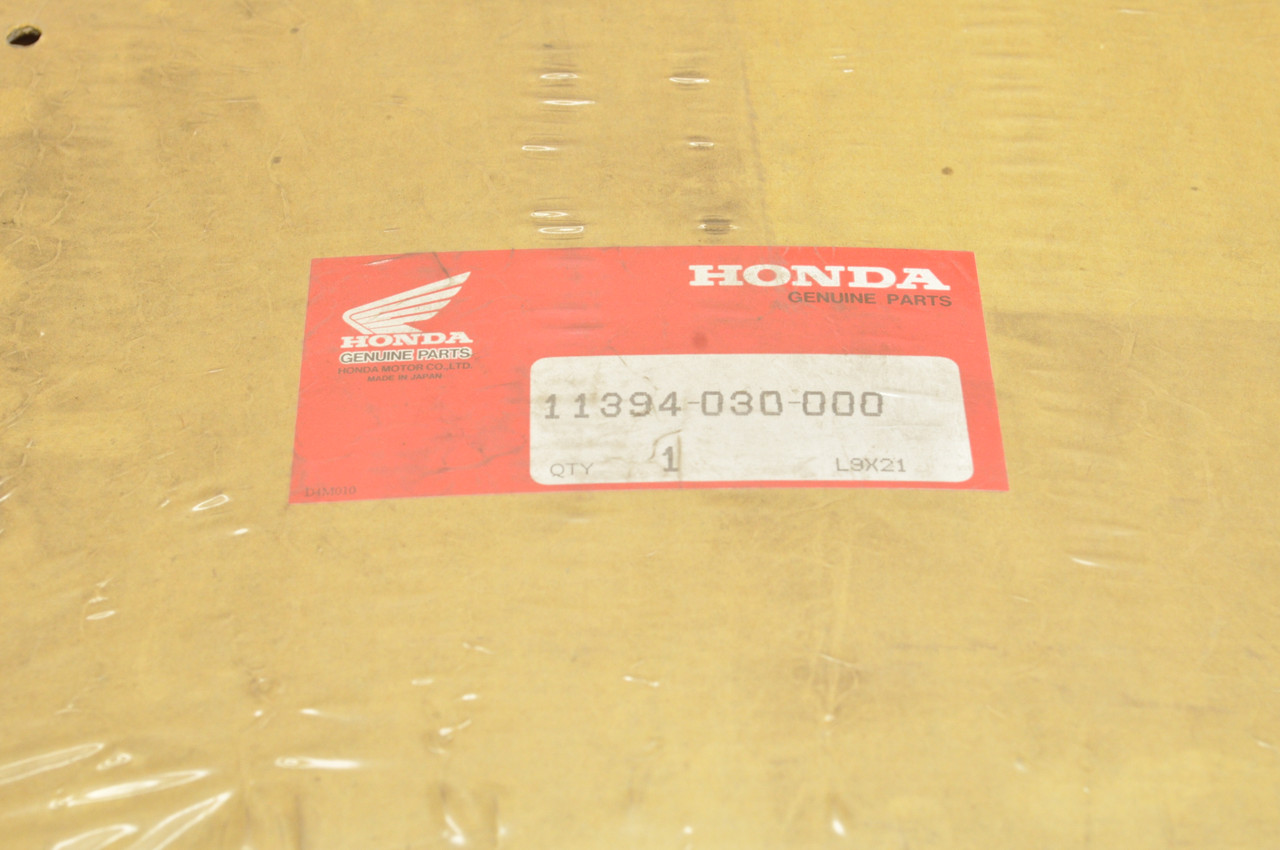 HONDA
GENUINE PARTS
HONDA MOTOR CO.,LTD.
MADE IN JAPAN
HONDA
GENUINE PARTS
11394-030-000
QTY 1 L9X21
D4M010